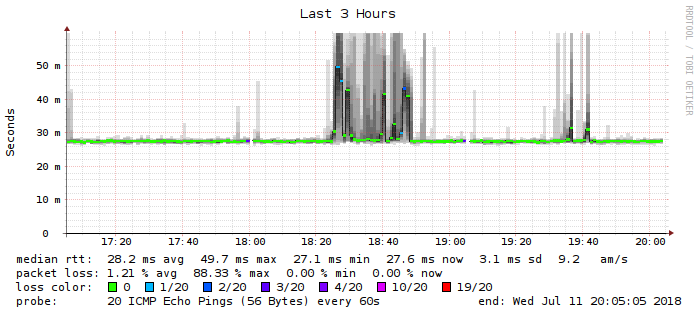 Last 3 Hours
RRDTOOL / TOBI OETIKER
Seconds
50 m
40 m
30 m
20 m
10 m
0
17:20 17:40 18:00 18:20 18:40 19:00 19:20 19:40 20:00
median rtt: 28.2 ms avg 49.7 ms max 27.1 ms min 27.6 ms now 3.1 ms sd 9.2 am/s
packet loss: 1.21 % avg 88.33 % max 0.00 % min 0.00 % now
loss color: 0 1/20 2/20 3/20 4/20 10/20 19/20
probe: 20 ICMP Echo Pings (56 Bytes) every 60s end: Wed Jul 11 20:05:05 2018